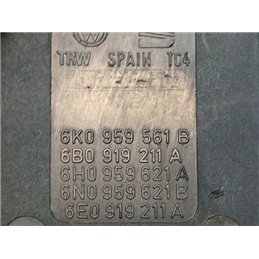 TRW SPAIN TC4
6K0 959 561 B
6B0 919 211 A
6H0 959 621 A
6N0 959 621 B
6E0 919 211 A